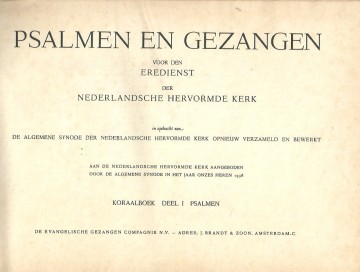 PSALMEN EN GEZANGEN
VOOR DEN
EREDIENST
DER
NEDERLANDSCHE HERVORMDE KERK
in opdracht van
DE ALGEMENE SYNODE DER NEDERLANDSCHE HERVORMDE KERK OPNIEUW VERZAMELD EN BEWERKT
AAN DE NEDERLANDSCHE HERVORMDE KERK AANGEBODEN
DOOR DE ALGEMENE SYNODE IN HET JAAR ONZES HEREN 1938
KORAALBOEK DEEL I PSALMEN
DE EVANGELISCHE GEZANGEN COMPAGNIE N.V. – ADRES, J. BRANDT & ZOON, AMSTERDAM-C